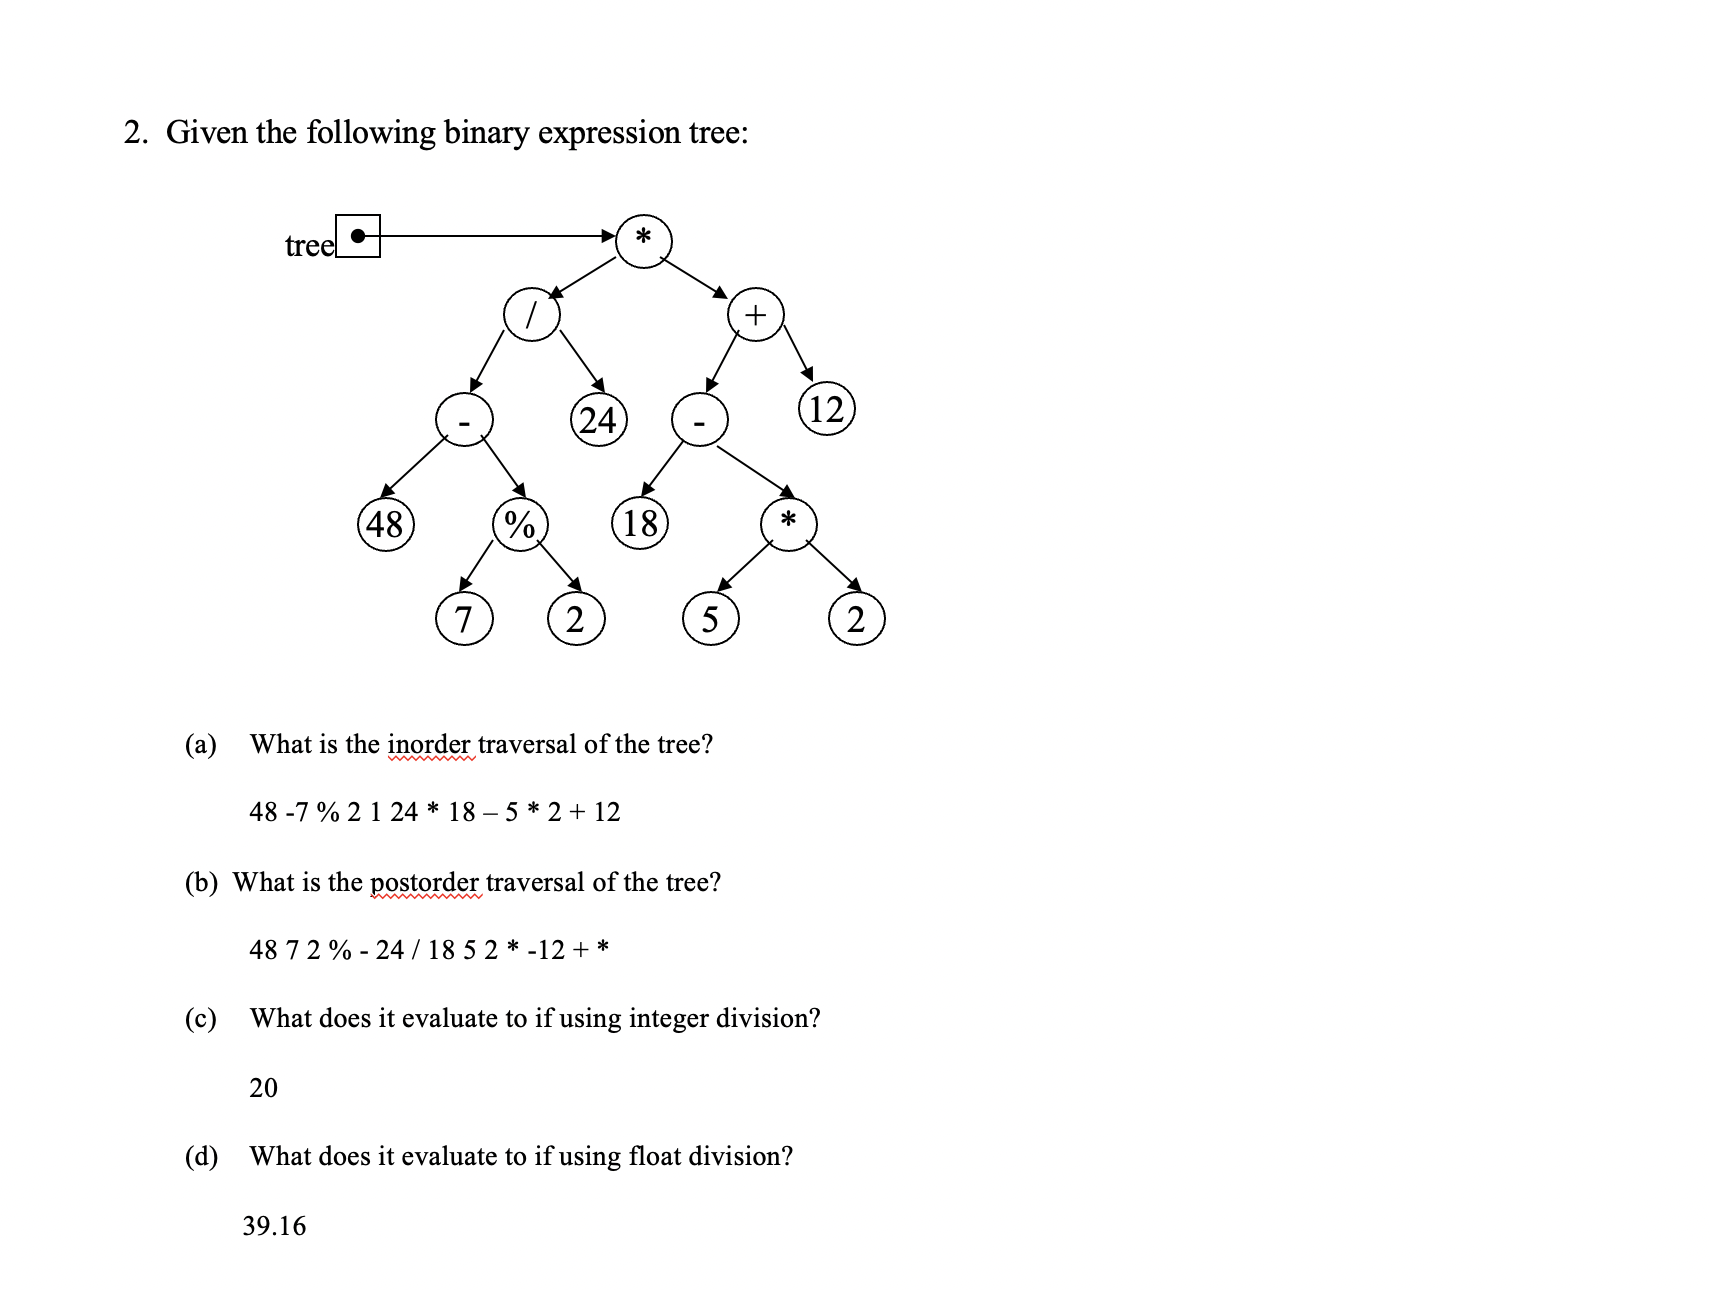 2. Given the following binary expression tree:
tree
*
/ +
- 24 - 12
48 % 18 *
7 2 5 2
(a) What is the inorder traversal of the tree?
48 -7 % 2 1 24 * 18 – 5 * 2 + 12
(b) What is the postorder traversal of the tree?
48 7 2 % - 24 / 18 5 2 * -12 + *
(c) What does it evaluate to if using integer division?
20
(d) What does it evaluate to if using float division?
39.16